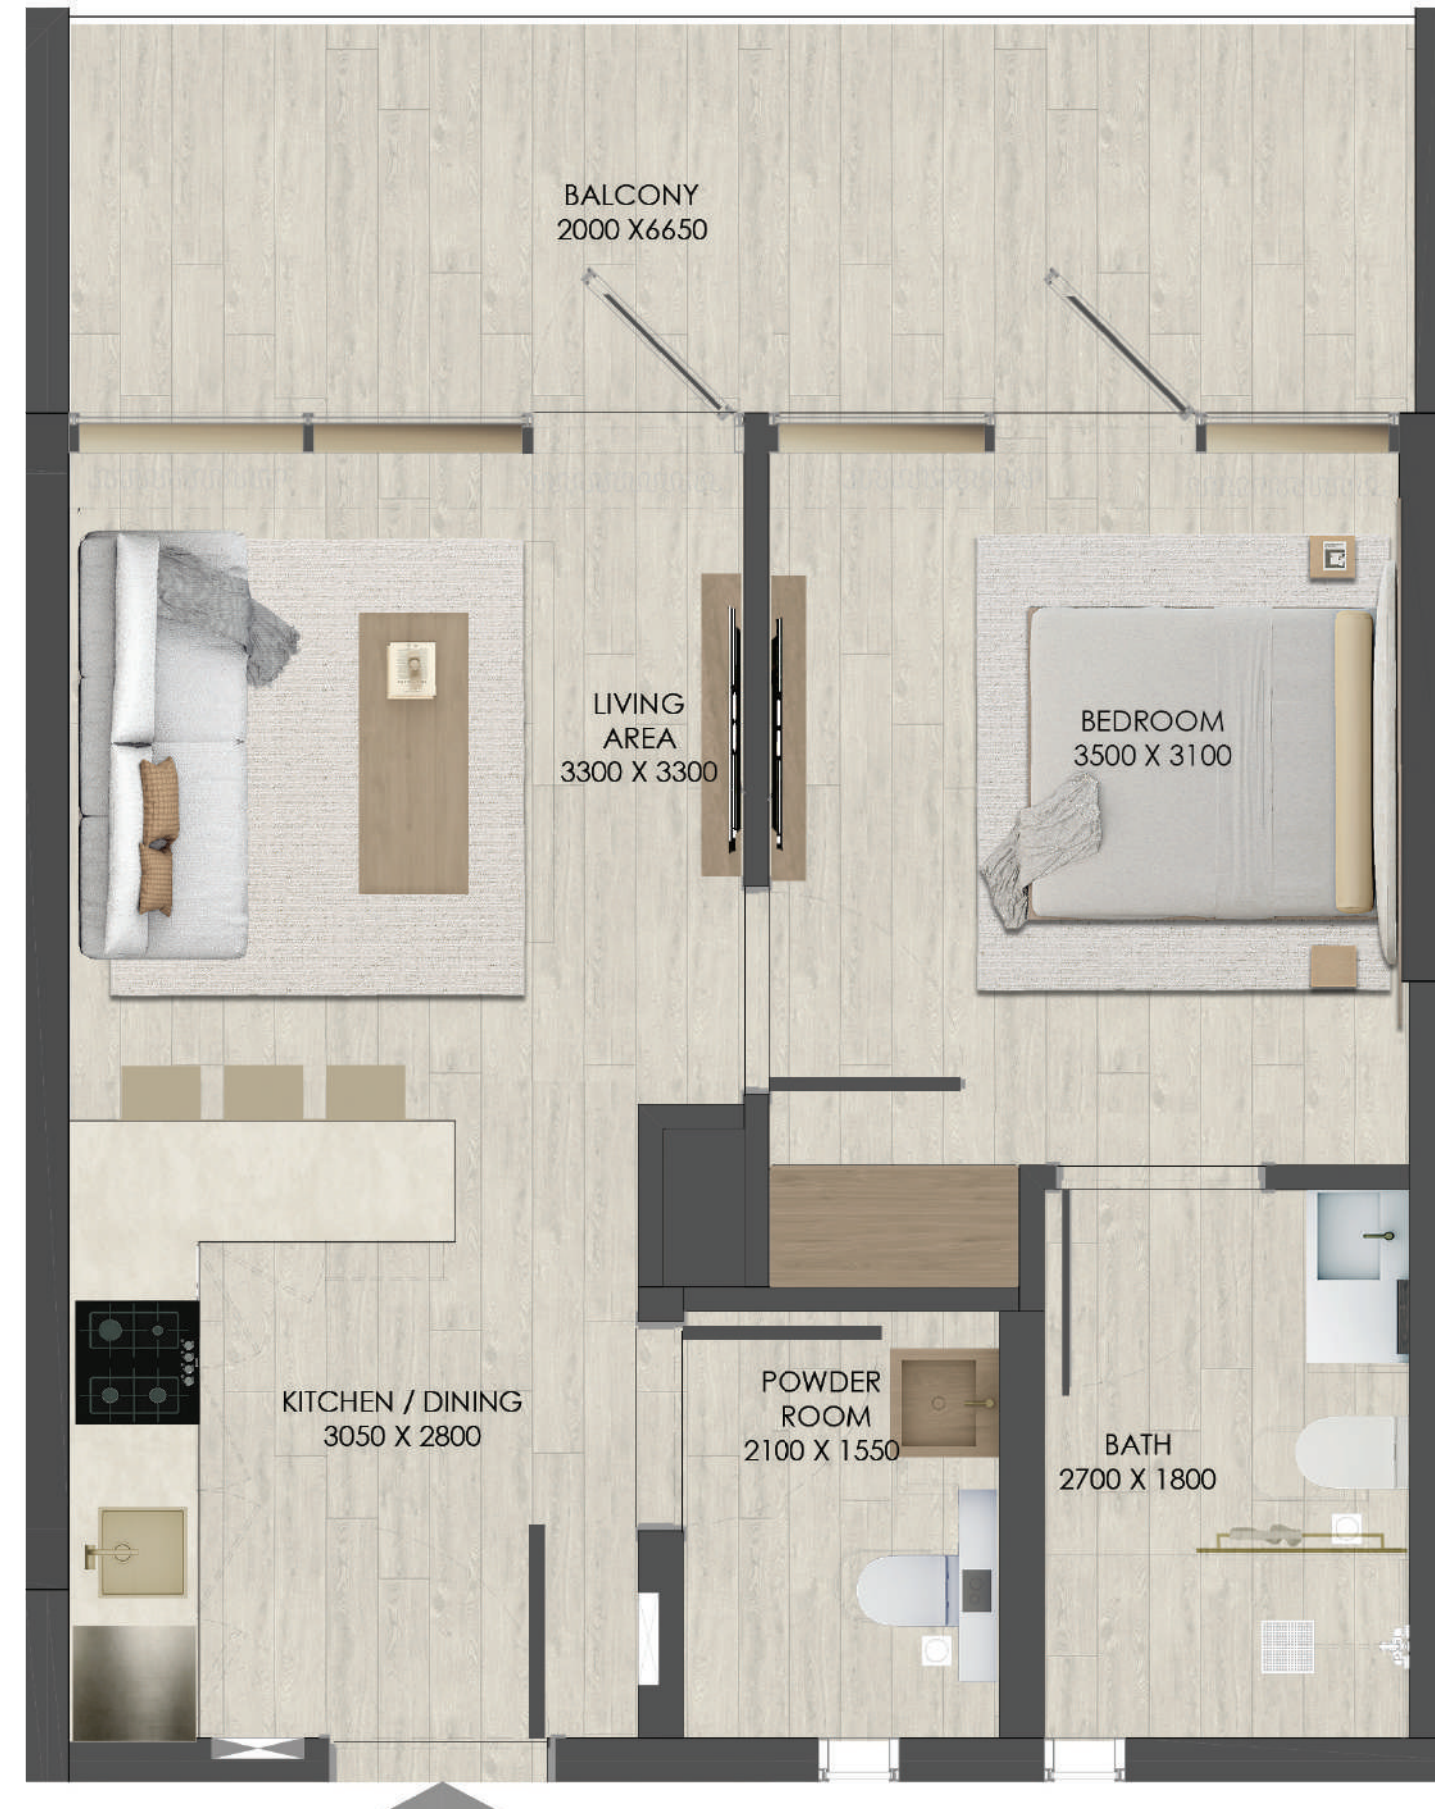 BALCONY
2000 X6650
LIVING
AREA
3300 X 3300
BEDROOM
3500 X 3100
KITCHEN / DINING
3050 X 2800
POWDER
ROOM
2100 X 1550
BATH
2700 X 1800